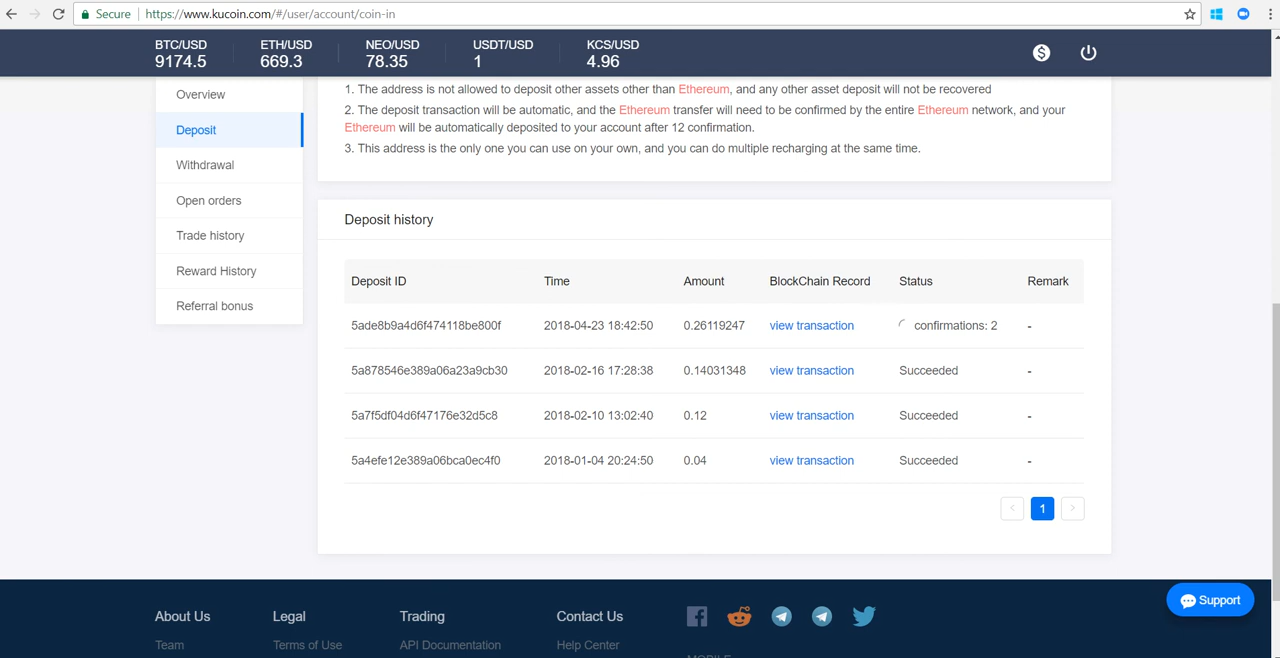 Secure https://www.kucoin.com/#/user/account/coin-in
BTC/USD ETH/USD NEO/USD USDT/USD KCS/USD
9174.5 669.3 78.35 1 4.96
Overview
Deposit
Withdrawal
Open orders
Trade history
Reward History
Referral bonus
1. The address is not allowed to deposit other assets other than Ethereum, and any other asset deposit will not be recovered
2. The deposit transaction will be automatic, and the Ethereum transfer will need to be confirmed by the entire Ethereum network, and your
Ethereum will be automatically deposited to your account after 12 confirmation.
3. This address is the only one you can use on your own, and you can do multiple recharging at the same time.
Deposit history
Deposit ID Time Amount BlockChain Record Status Remark
5ade8b9a4d6f474118be800f 2018-04-23 18:42:50 0.26119247 view transaction confirmations: 2 -
5a878546e389a06a23a9cb30 2018-02-16 17:28:38 0.14031348 view transaction Succeeded -
5a7f5df04d6f47176e32d5c8 2018-02-10 13:02:40 0.12 view transaction Succeeded -
5a4efe12e389a06bca0ec4f0 2018-01-04 20:24:50 0.04 view transaction Succeeded -
< 1 >
Support
About Us Legal Trading Contact Us
Team Terms of Use API Documentation Help Center
MOBILE